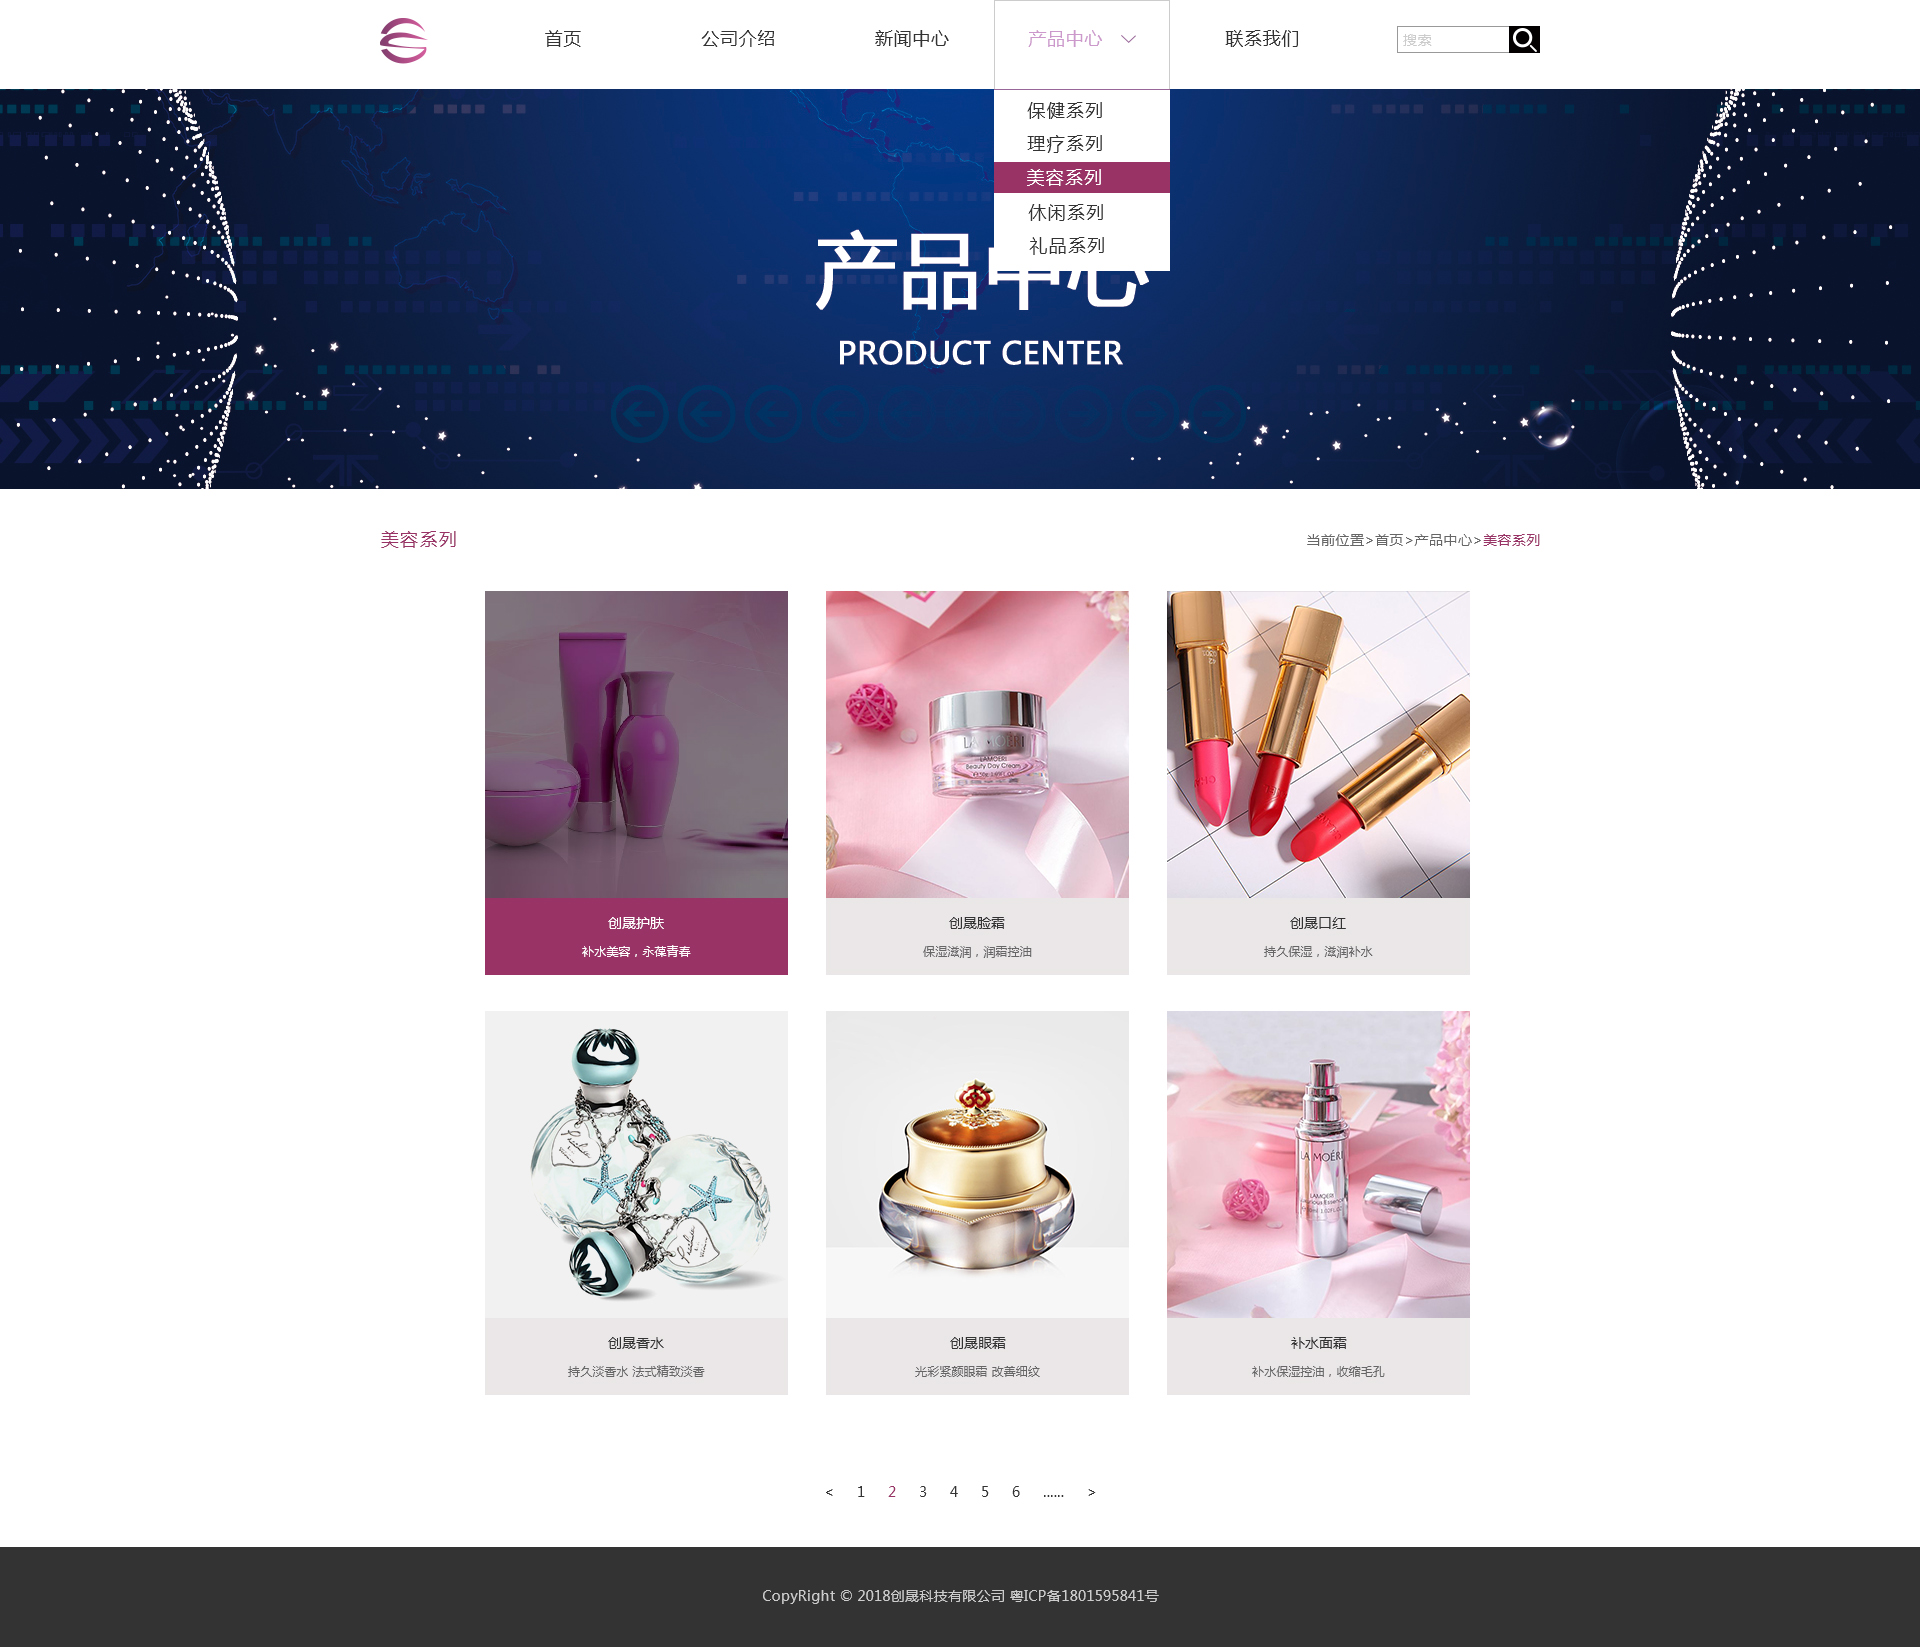 首页
公司介绍
新闻中心
产品中心
联系我们
搜索
保健系列
理疗系列
美容系列
休闲系列
礼品系列
产品中心
PRODUCT CENTER
美容系列
当前位置>首页>产品中心>美容系列
LAMOERI
Beauty Day Cream
创晟护肤
补水美容，永葆青春
创晟脸霜
保湿滋润，润霜控油
创晟口红
持久保湿，滋润补水
LA MOÉRI
LAMOERI
创晟香水
持久淡香水 法式精致淡香
创晟眼霜
光彩紧颜眼霜 改善细纹
补水面霜
补水保湿控油，收缩毛孔
< 1 2 3 4 5 6 ...... >
CopyRight © 2018创晟科技有限公司 粤ICP备1801595841号